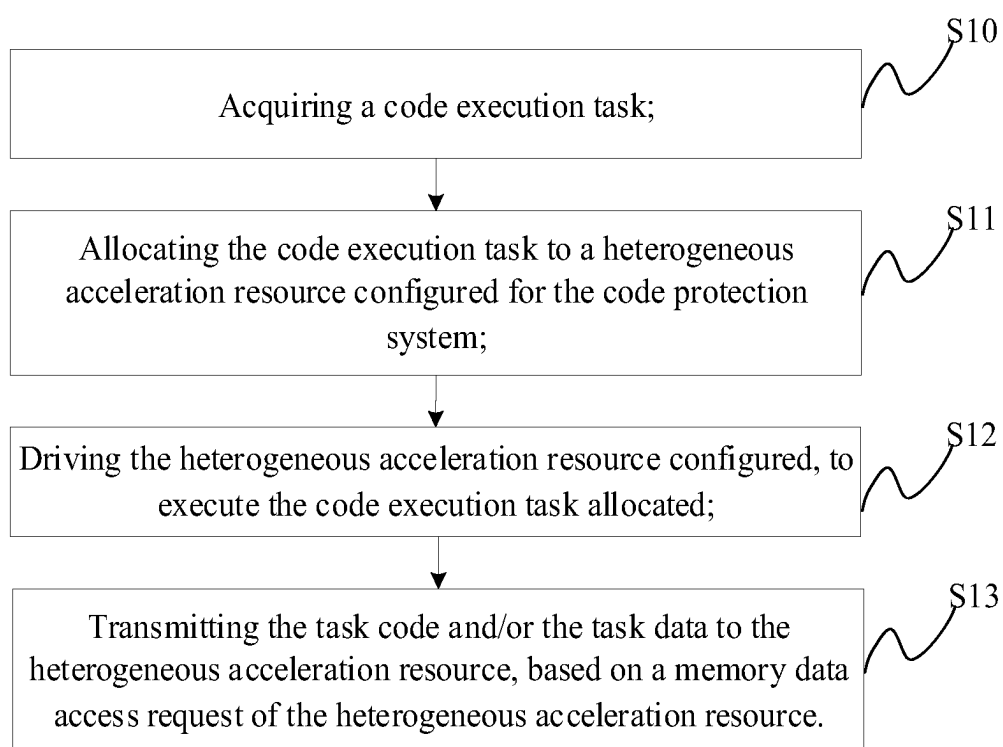 S10
Acquiring a code execution task;
S11
Allocating the code execution task to a heterogeneous
acceleration resource configured for the code protection
system;
S12
Driving the heterogeneous acceleration resource configured, to
execute the code execution task allocated;
S13
Transmitting the task code and/or the task data to the
heterogeneous acceleration resource, based on a memory data
access request of the heterogeneous acceleration resource.